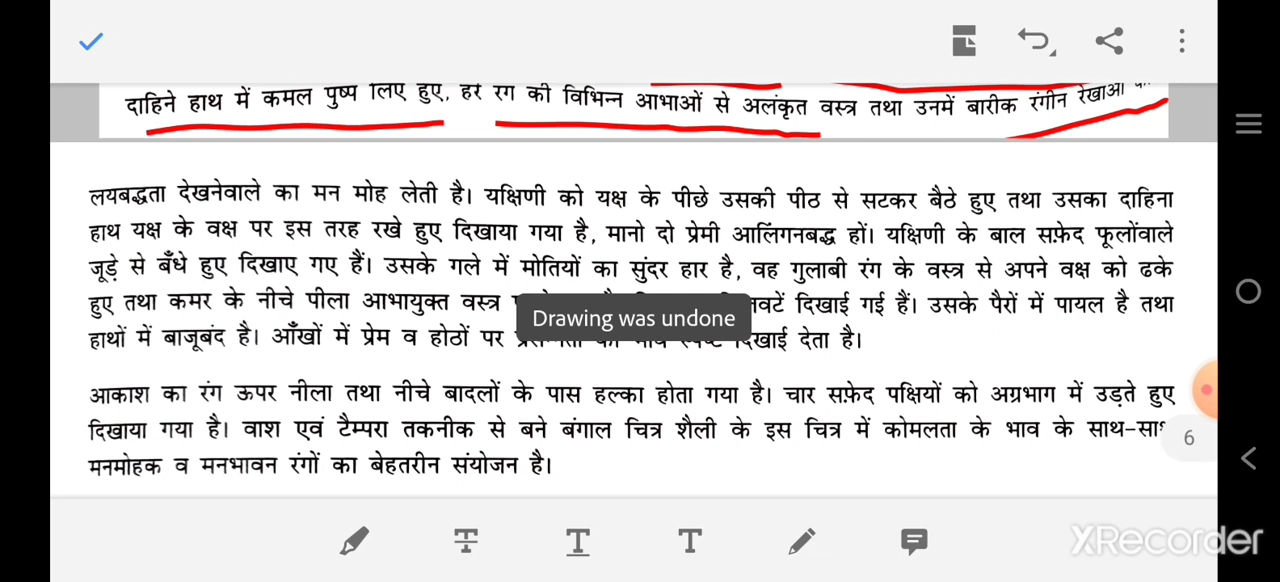 दाहिने हाथ में कमल पुष्प लिए हुए, हरे रंग की विभिन्न आभाओं से अलंकृत वस्त्र तथा उनमें बारीक रंगीन रेखाओं
लयबद्धता देखनेवाले का मन मोह लेती है। यक्षिणी को यक्ष के पीछे उसकी पीठ से सटकर बैठे हुए तथा उसका दाहिना
हाथ यक्ष के वक्ष पर इस तरह रखे हुए दिखाया गया है, मानो दो प्रेमी आलिंगनबद्ध हों। यक्षिणी के बाल सफ़ेद फूलोंवाले
जूड़े से बँधे हुए दिखाए गए हैं। उसके गले में मोतियों का सुंदर हार है, वह गुलाबी रंग के वस्त्र से अपने वक्ष को ढके
हुए तथा कमर के नीचे पीला आभायुक्त वस्त्र दिखाई गई हैं। उसके पैरों में पायल है तथा
Drawing was undone
हाथों में बाजूबंद है। आँखों में प्रेम व होठों पर दिखाई देता है।
आकाश का रंग ऊपर नीला तथा नीचे बादलों के पास हल्का होता गया है। चार सफ़ेद पक्षियों को अग्रभाग में उड़ते हुए
दिखाया गया है। वाश एवं टैम्परा तकनीक से बने बंगाल चित्र शैली के इस चित्र में कोमलता के भाव के साथ-साथ
6
मनमोहक व मनभावन रंगों का बेहतरीन संयोजन है।
XRecorder